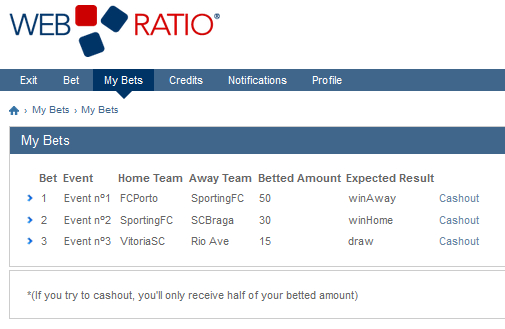 WEB RATIO®
Exit Bet My Bets Credits Notifications Profile
› My Bets › My Bets
My Bets
Bet Event Home Team Away Team Betted Amount Expected Result
1 Event nº1 FCPorto SportingFC 50 winAway Cashout
2 Event nº2 SportingFC SCBraga 30 winHome Cashout
3 Event nº3 VitoriaSC Rio Ave 15 draw Cashout
*(If you try to cashout, you'll only receive half of your betted amount)